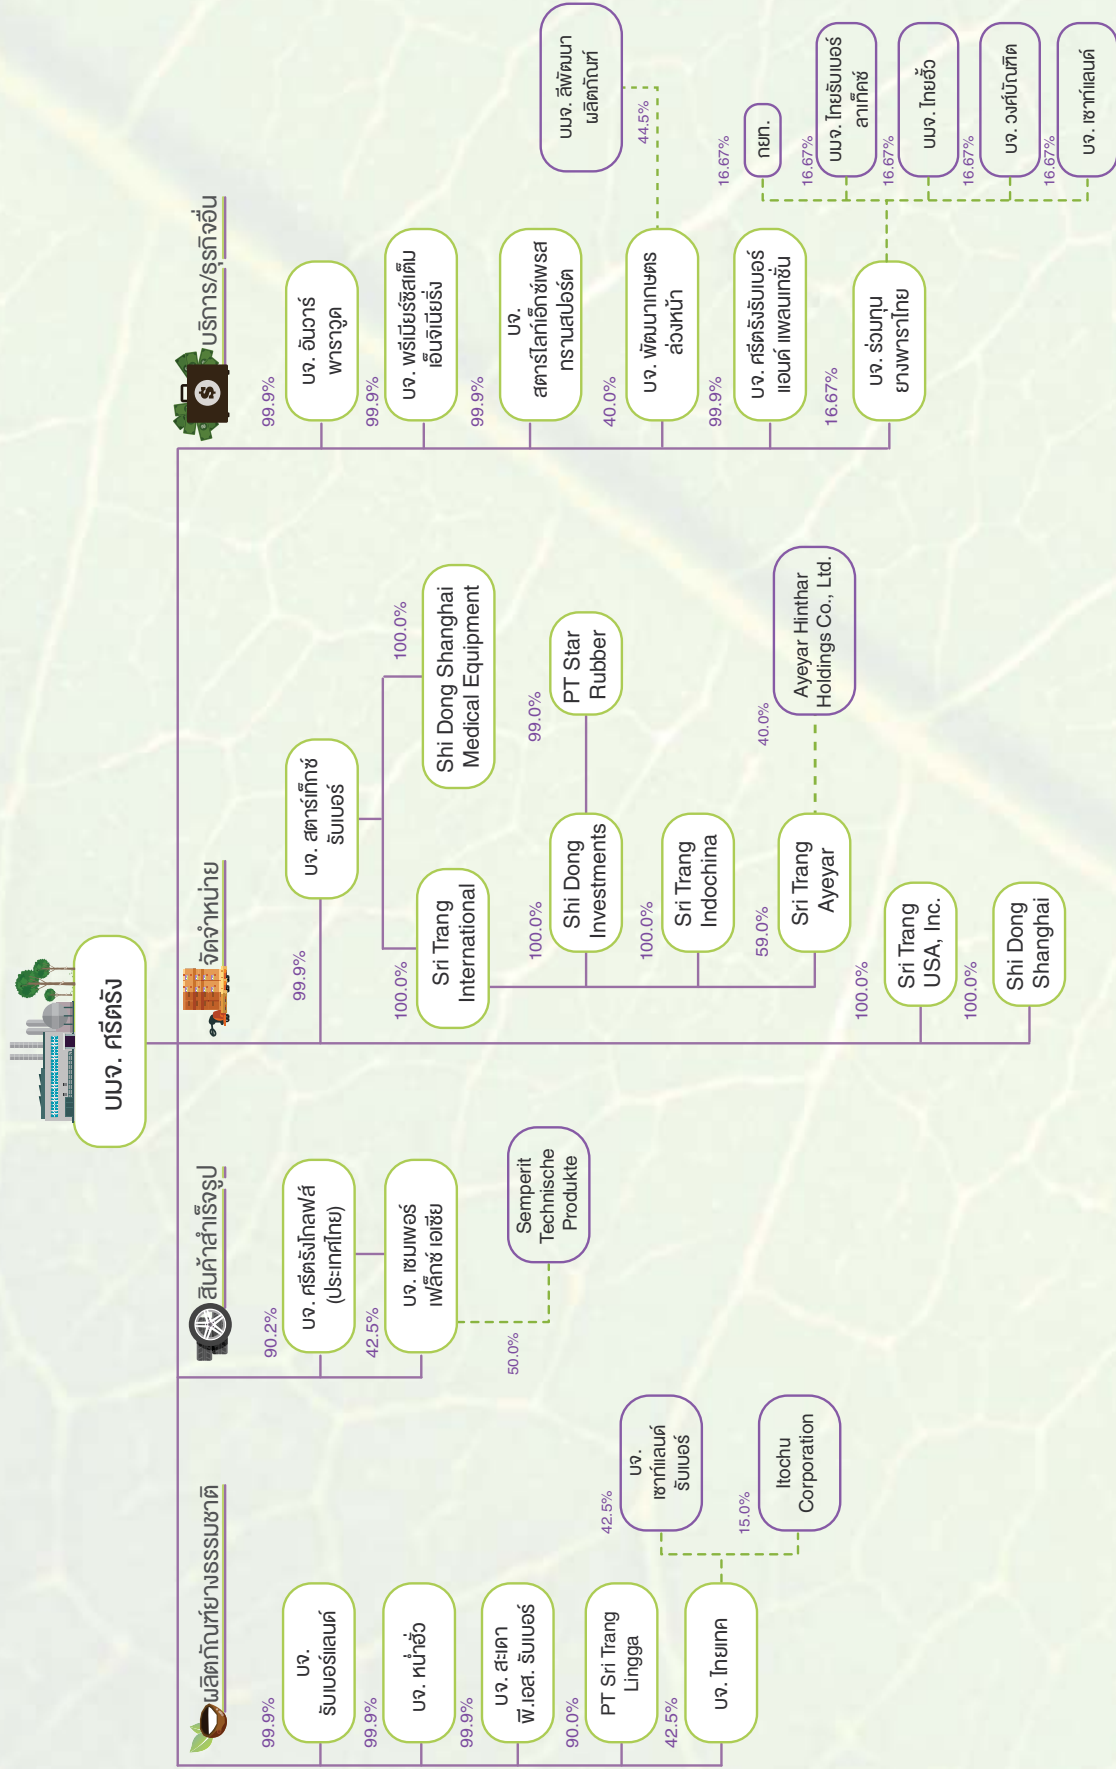 บมจ. ศรีตรัง
ผลิตภัณฑ์ยางธรรมชาติ
99.9%
บจ.
รับเบอร์แลนด์
99.9%
บจ. หน่ำฮั่ว
99.9%
บจ. สะเดา
พี.เอส. รับเบอร์
90.0%
PT Sri Trang
Lingga
42.5%
บจ. ไทยเทค
42.5%
บจ.
เซาท์แลนด์
รับเบอร์
15.0%
Itochu
Corporation
สินค้าสำเร็จรูป
90.2%
บจ. ศรีตรังโกลฟส์
(ประเทศไทย)
42.5%
บจ. เซมเพอร์
เฟล็กซ์ เอเชีย
50.0%
Semperit
Technische
Produkte
จัดจำหน่าย
99.9%
บจ. สตาร์เท็กซ์
รับเบอร์
100.0%
Sri Trang
International
100.0%
Shi Dong Shanghai
Medical Equipment
100.0%
Shi Dong
Investments
99.0%
PT Star
Rubber
100.0%
Sri Trang
Indochina
59.0%
Sri Trang
Ayeyar
40.0%
Ayeyar Hinthar
Holdings Co., Ltd.
100.0%
Sri Trang
USA, Inc.
100.0%
Shi Dong
Shanghai
บริการ/ธุรกิจอื่น
$
99.9%
บจ. อันวาร์
พาราวูด
99.9%
บจ. พรีเมียร์ซิสเต็ม
เอ็นจิเนียริ่ง
99.9%
บจ.
สตาร์ไลท์เอ็กซ์เพรส
ทรานสปอร์ต
40.0%
บจ. พัฒนาเกษตร
ล่วงหน้า
44.5%
บมจ. ลีพัฒนา
ผลิตภัณฑ์
99.9%
บจ. ศรีตรังรับเบอร์
แอนด์ แพลนเทชั่น
16.67%
บจ. ร่วมทุน
ยางพาราไทย
16.67%
กยท.
16.67%
บมจ. ไทยรับเบอร์
ลาเท็คซ์
16.67%
บมจ. ไทยฮั้ว
16.67%
บจ. วงศ์บัณฑิต
16.67%
บจ. เซาท์แลนด์